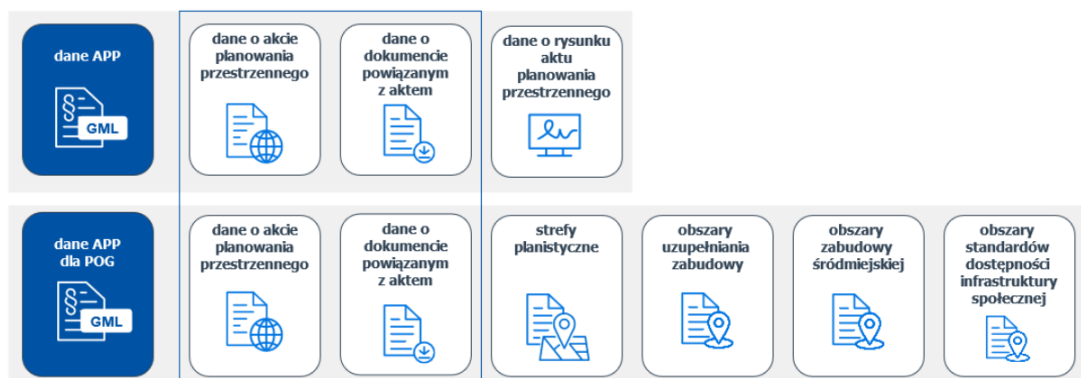 dane APP
§
GML
dane o akcie
planowania
przestrzennego
dane o
dokumencie
powiązanym
z aktem
dane o rysunku
aktu
planowania
przestrzennego
dane APP
dla POG
§
GML
dane o akcie
planowania
przestrzennego
dane o
dokumencie
powiązanym
z aktem
strefy
planistyczne
obszary
uzupełniania
zabudowy
obszary
zabudowy
śródmiejskiej
obszary
standardów
dostępności
infrastruktury
społecznej